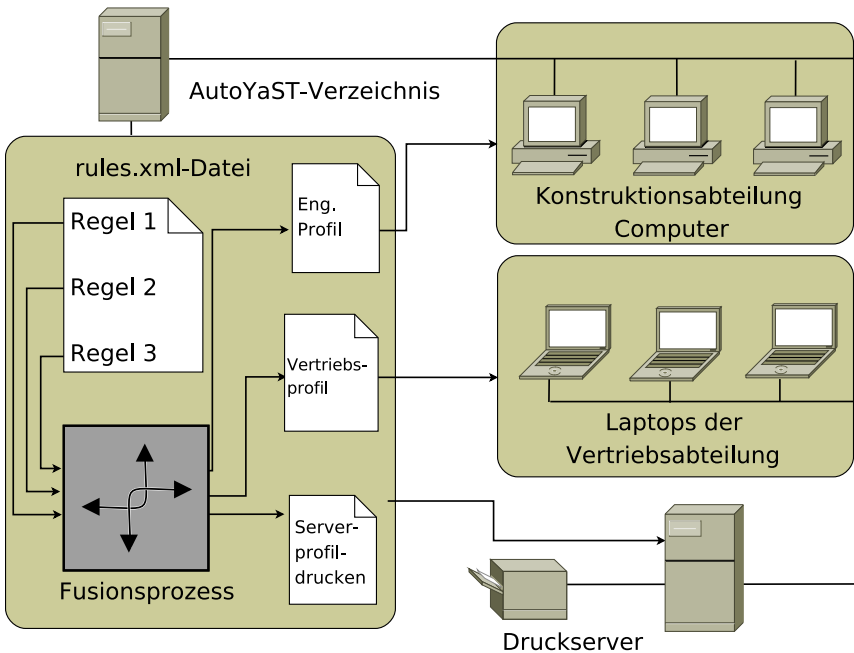 AutoYaST-Verzeichnis
rules.xml-Datei
Regel 1
Regel 2
Regel 3
Fusionsprozess
Eng.
Profil
Vertriebs-
profil
Server-
profil-
drucken
Konstruktionsabteilung
Computer
Laptops der
Vertriebsabteilung
Druckserver